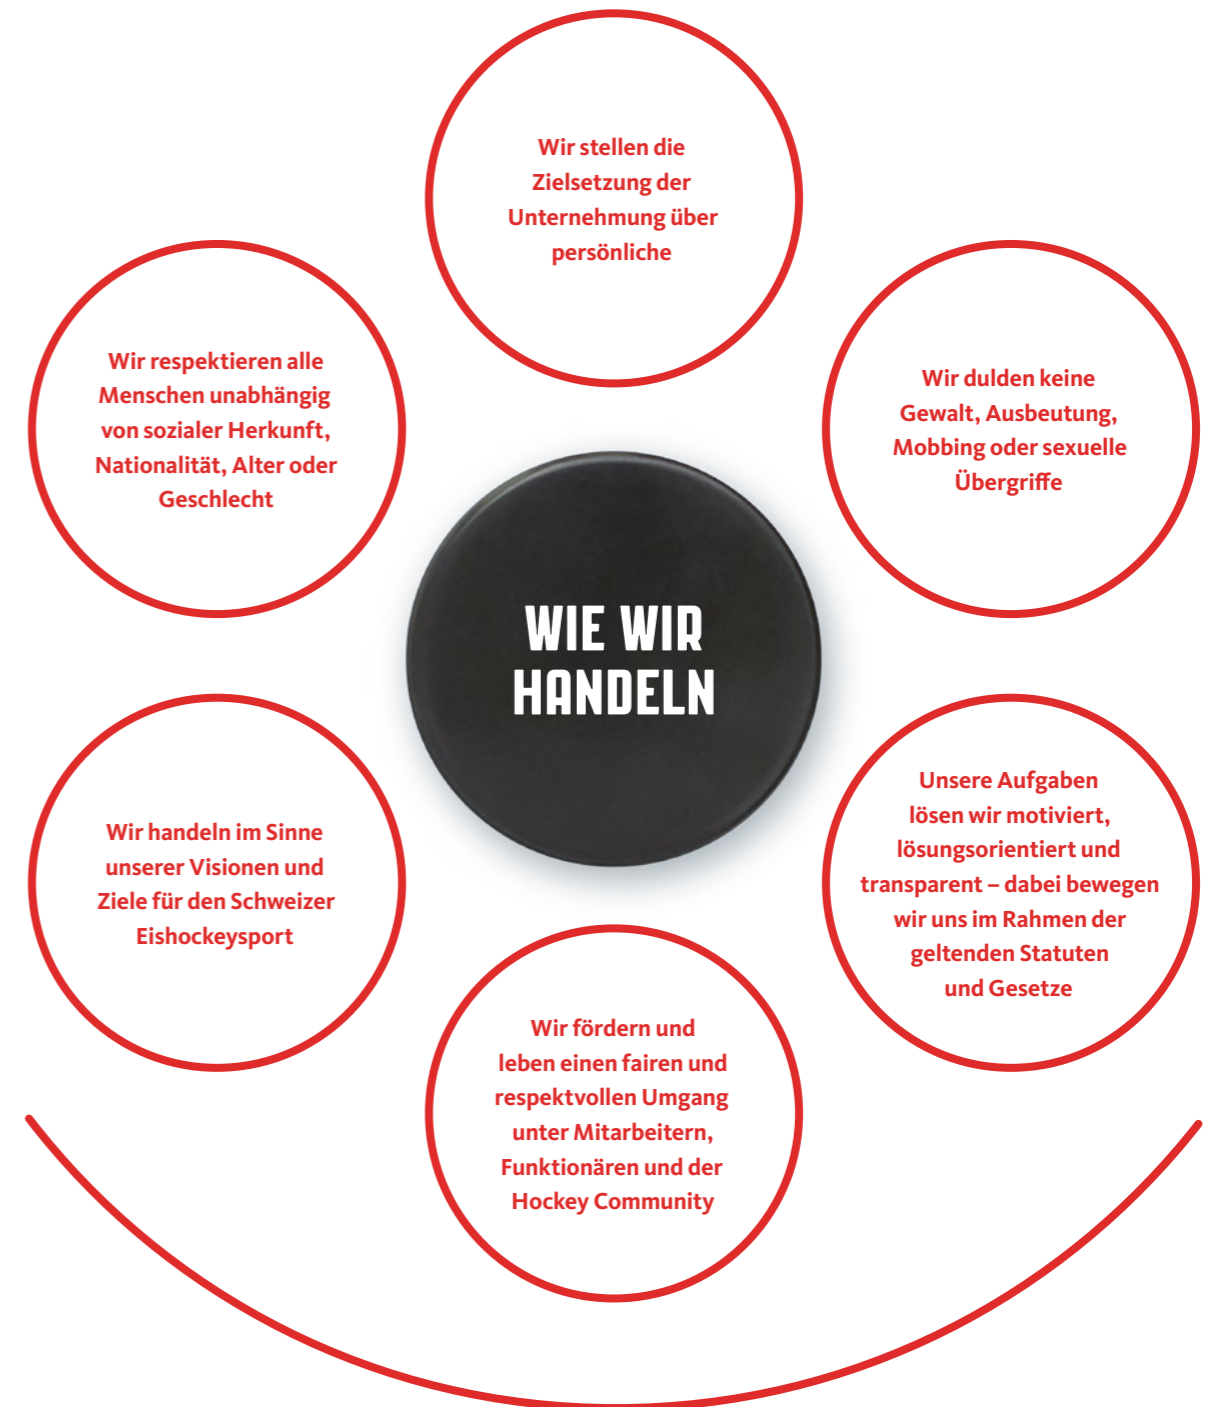 Wir stellen die
Zielsetzung der
Unternehmung über
persönliche
Wir respektieren alle
Menschen unabhängig
von sozialer Herkunft,
Nationalität, Alter oder
Geschlecht
Wir dulden keine
Gewalt, Ausbeutung,
Mobbing oder sexuelle
Übergriffe
WIE WIR
HANDELN
Wir handeln im Sinne
unserer Visionen und
Ziele für den Schweizer
Eishockeysport
Unsere Aufgaben
lösen wir motiviert,
lösungsorientiert und
transparent – dabei bewegen
wir uns im Rahmen der
geltenden Statuten
und Gesetze
Wir fördern und
leben einen fairen und
respektvollen Umgang
unter Mitarbeitern,
Funktionären und der
Hockey Community